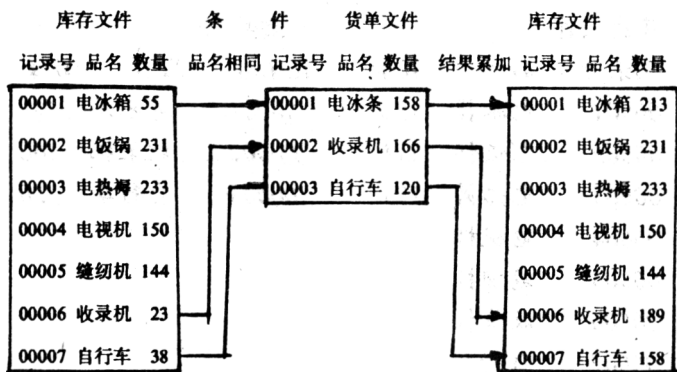 库存文件 条 件 货单文件 库存文件
记录号 品名 数量 品名相同 记录号 品名 数量 结果累加 记录号 品名 数量
00001 电冰箱 55 00001 电冰条 158 00001 电冰箱 213
00002 电饭锅 231 00002 收录机 166 00002 电饭锅 231
00003 电热褥 233 00003 自行车 120 00003 电热褥 233
00004 电视机 150 00004 电视机 150
00005 缝纫机 144 00005 缝纫机 144
00006 收录机 23 00006 收录机 189
00007 自行车 38 00007 自行车 158